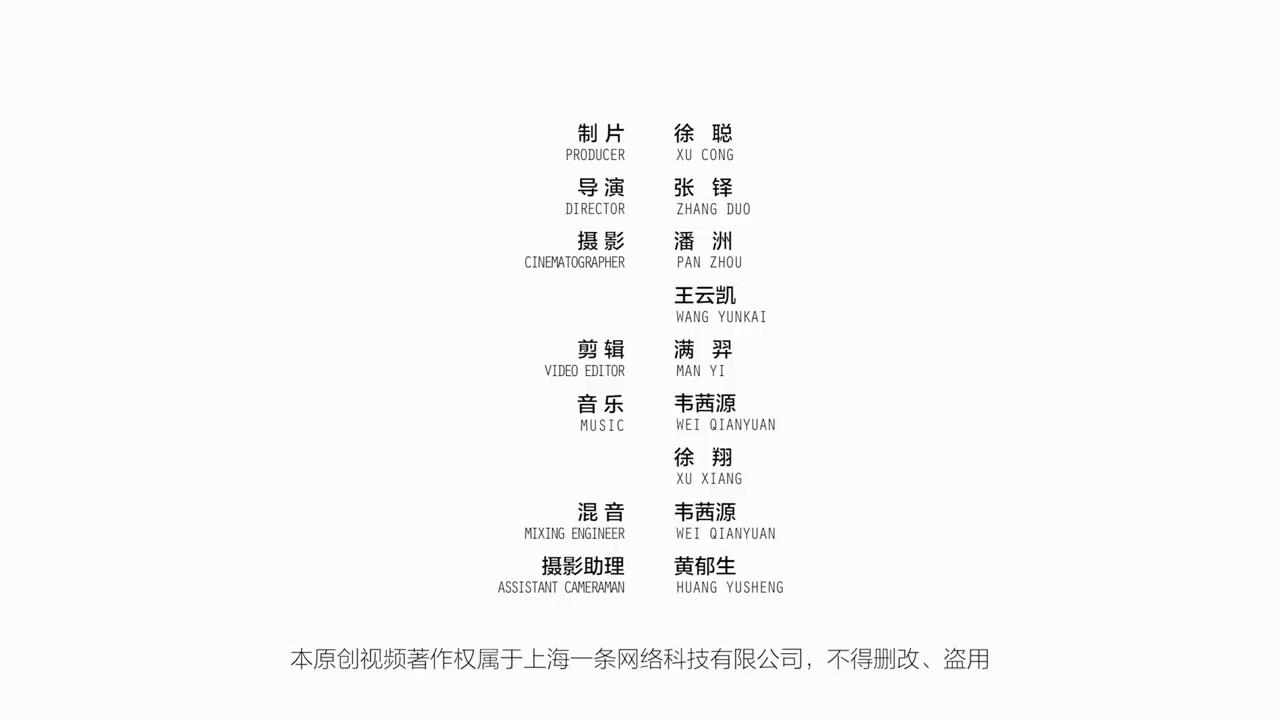 制片 徐聪
PRODUCER XU CONG
导演 张铎
DIRECTOR ZHANG DUO
摄影 潘洲
CINEMATOGRAPHER PAN ZHOU
王云凯
WANG YUNKAI
剪辑 满羿
VIDEO EDITOR MAN YI
音乐 韦茜源
MUSIC WEI QIANYUAN
徐翔
XU XIANG
混音 韦茜源
MIXING ENGINEER WEI QIANYUAN
摄影助理 黄郁生
ASSISTANT CAMERAMAN HUANG YUSHENG
本原创视频著作权属于上海一条网络科技有限公司，不得删改、盗用